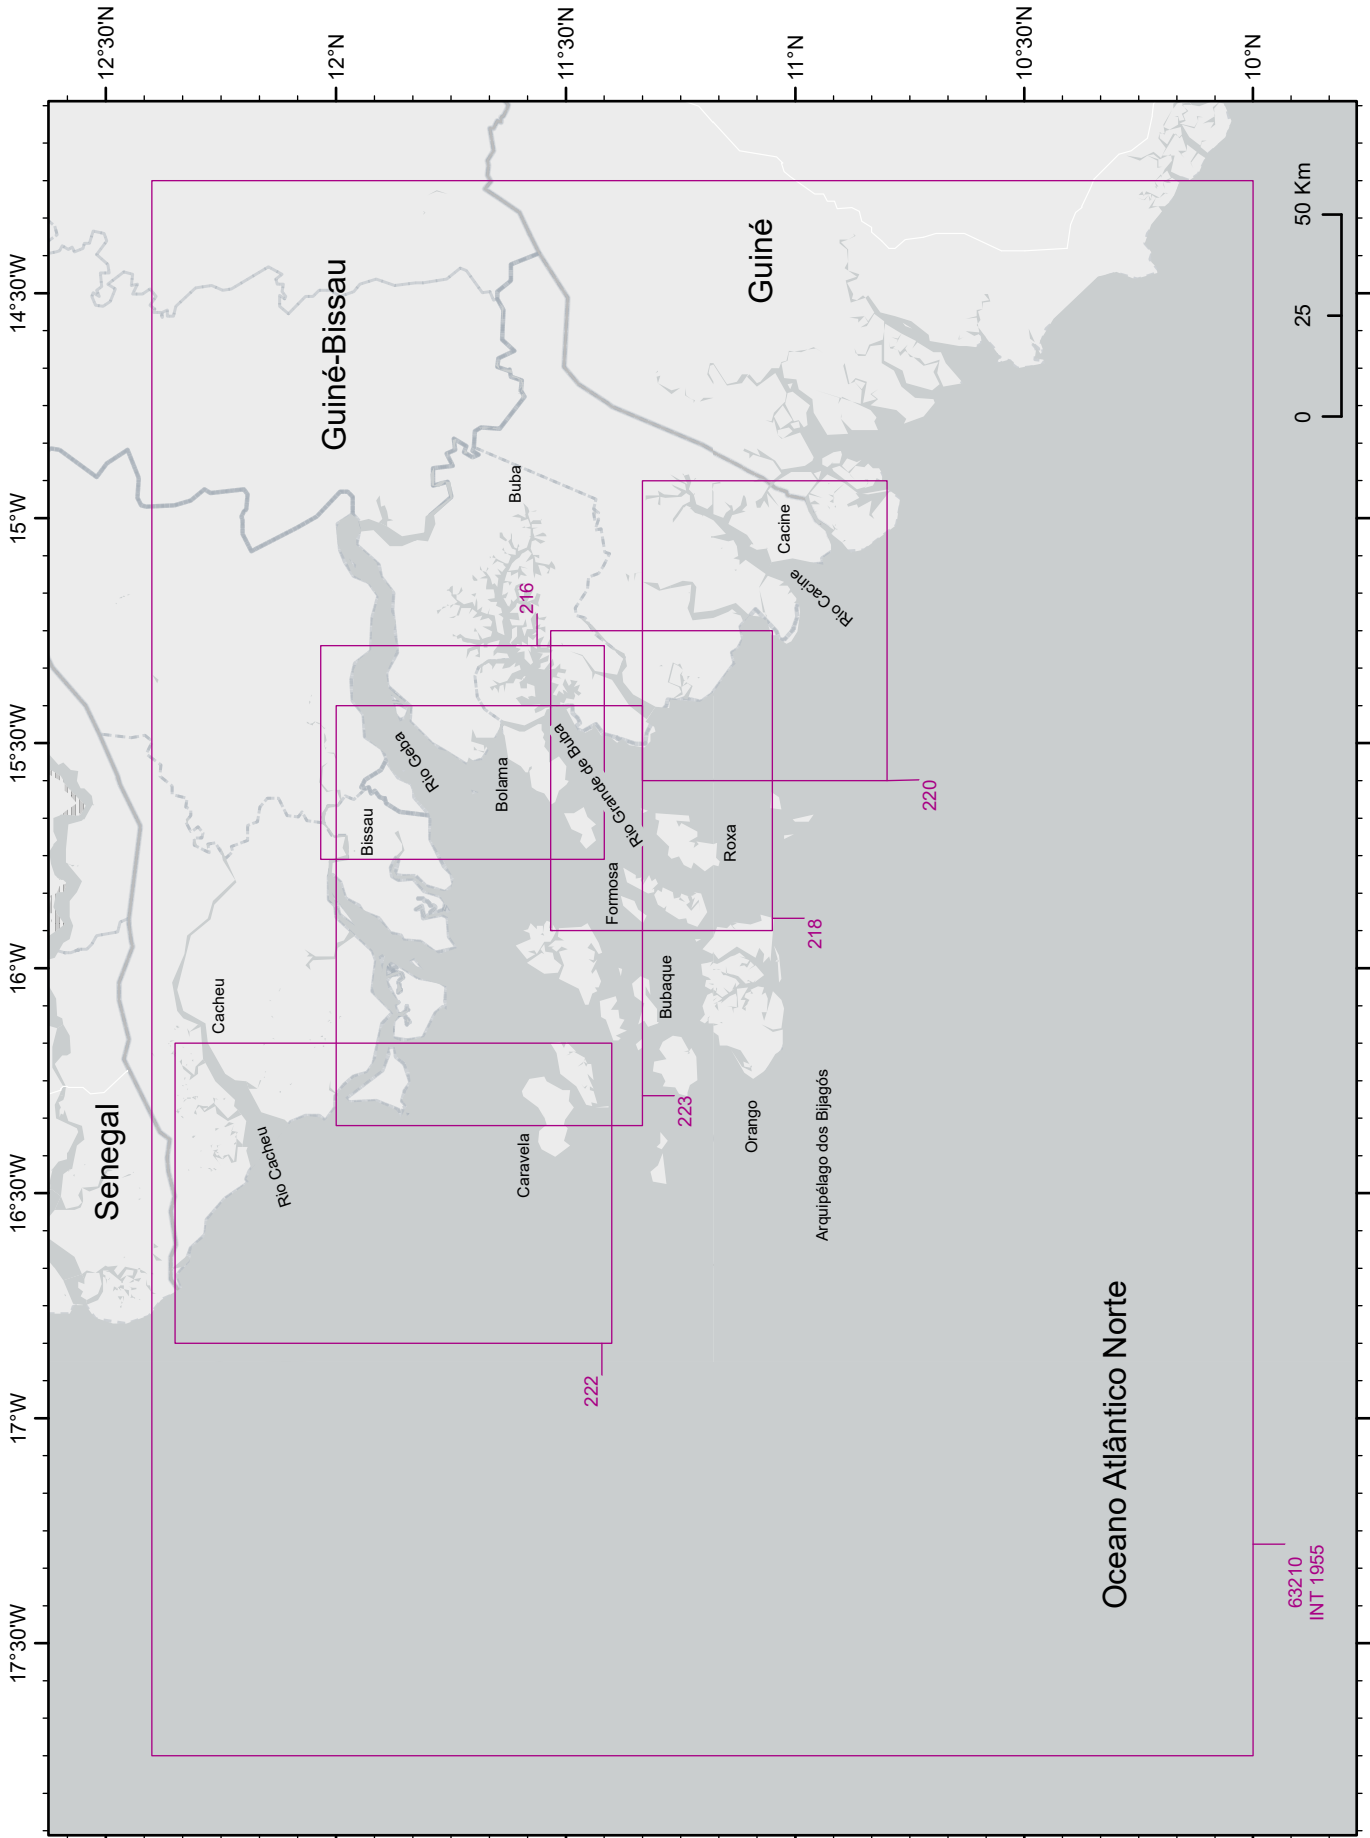 17°30'W
17°W
16°30'W
16°W
15°30'W
15°W
14°30'W
12°30'N
12°N
11°30'N
11°N
10°30'N
10°N
Senegal
Cacheu
Rio Cacheu
Guiné-Bissau
Bissau
Rio Geba
Buba
216
Bolama
Caravela
Rio Grande de Buba
222
Formosa
Bubaque
223
Roxa
Orango
Guiné
Cacine
Rio Cacine
218
Arquipélago dos Bijagós
220
Oceano Atlântico Norte
63210
INT 1955
0 25 50 Km